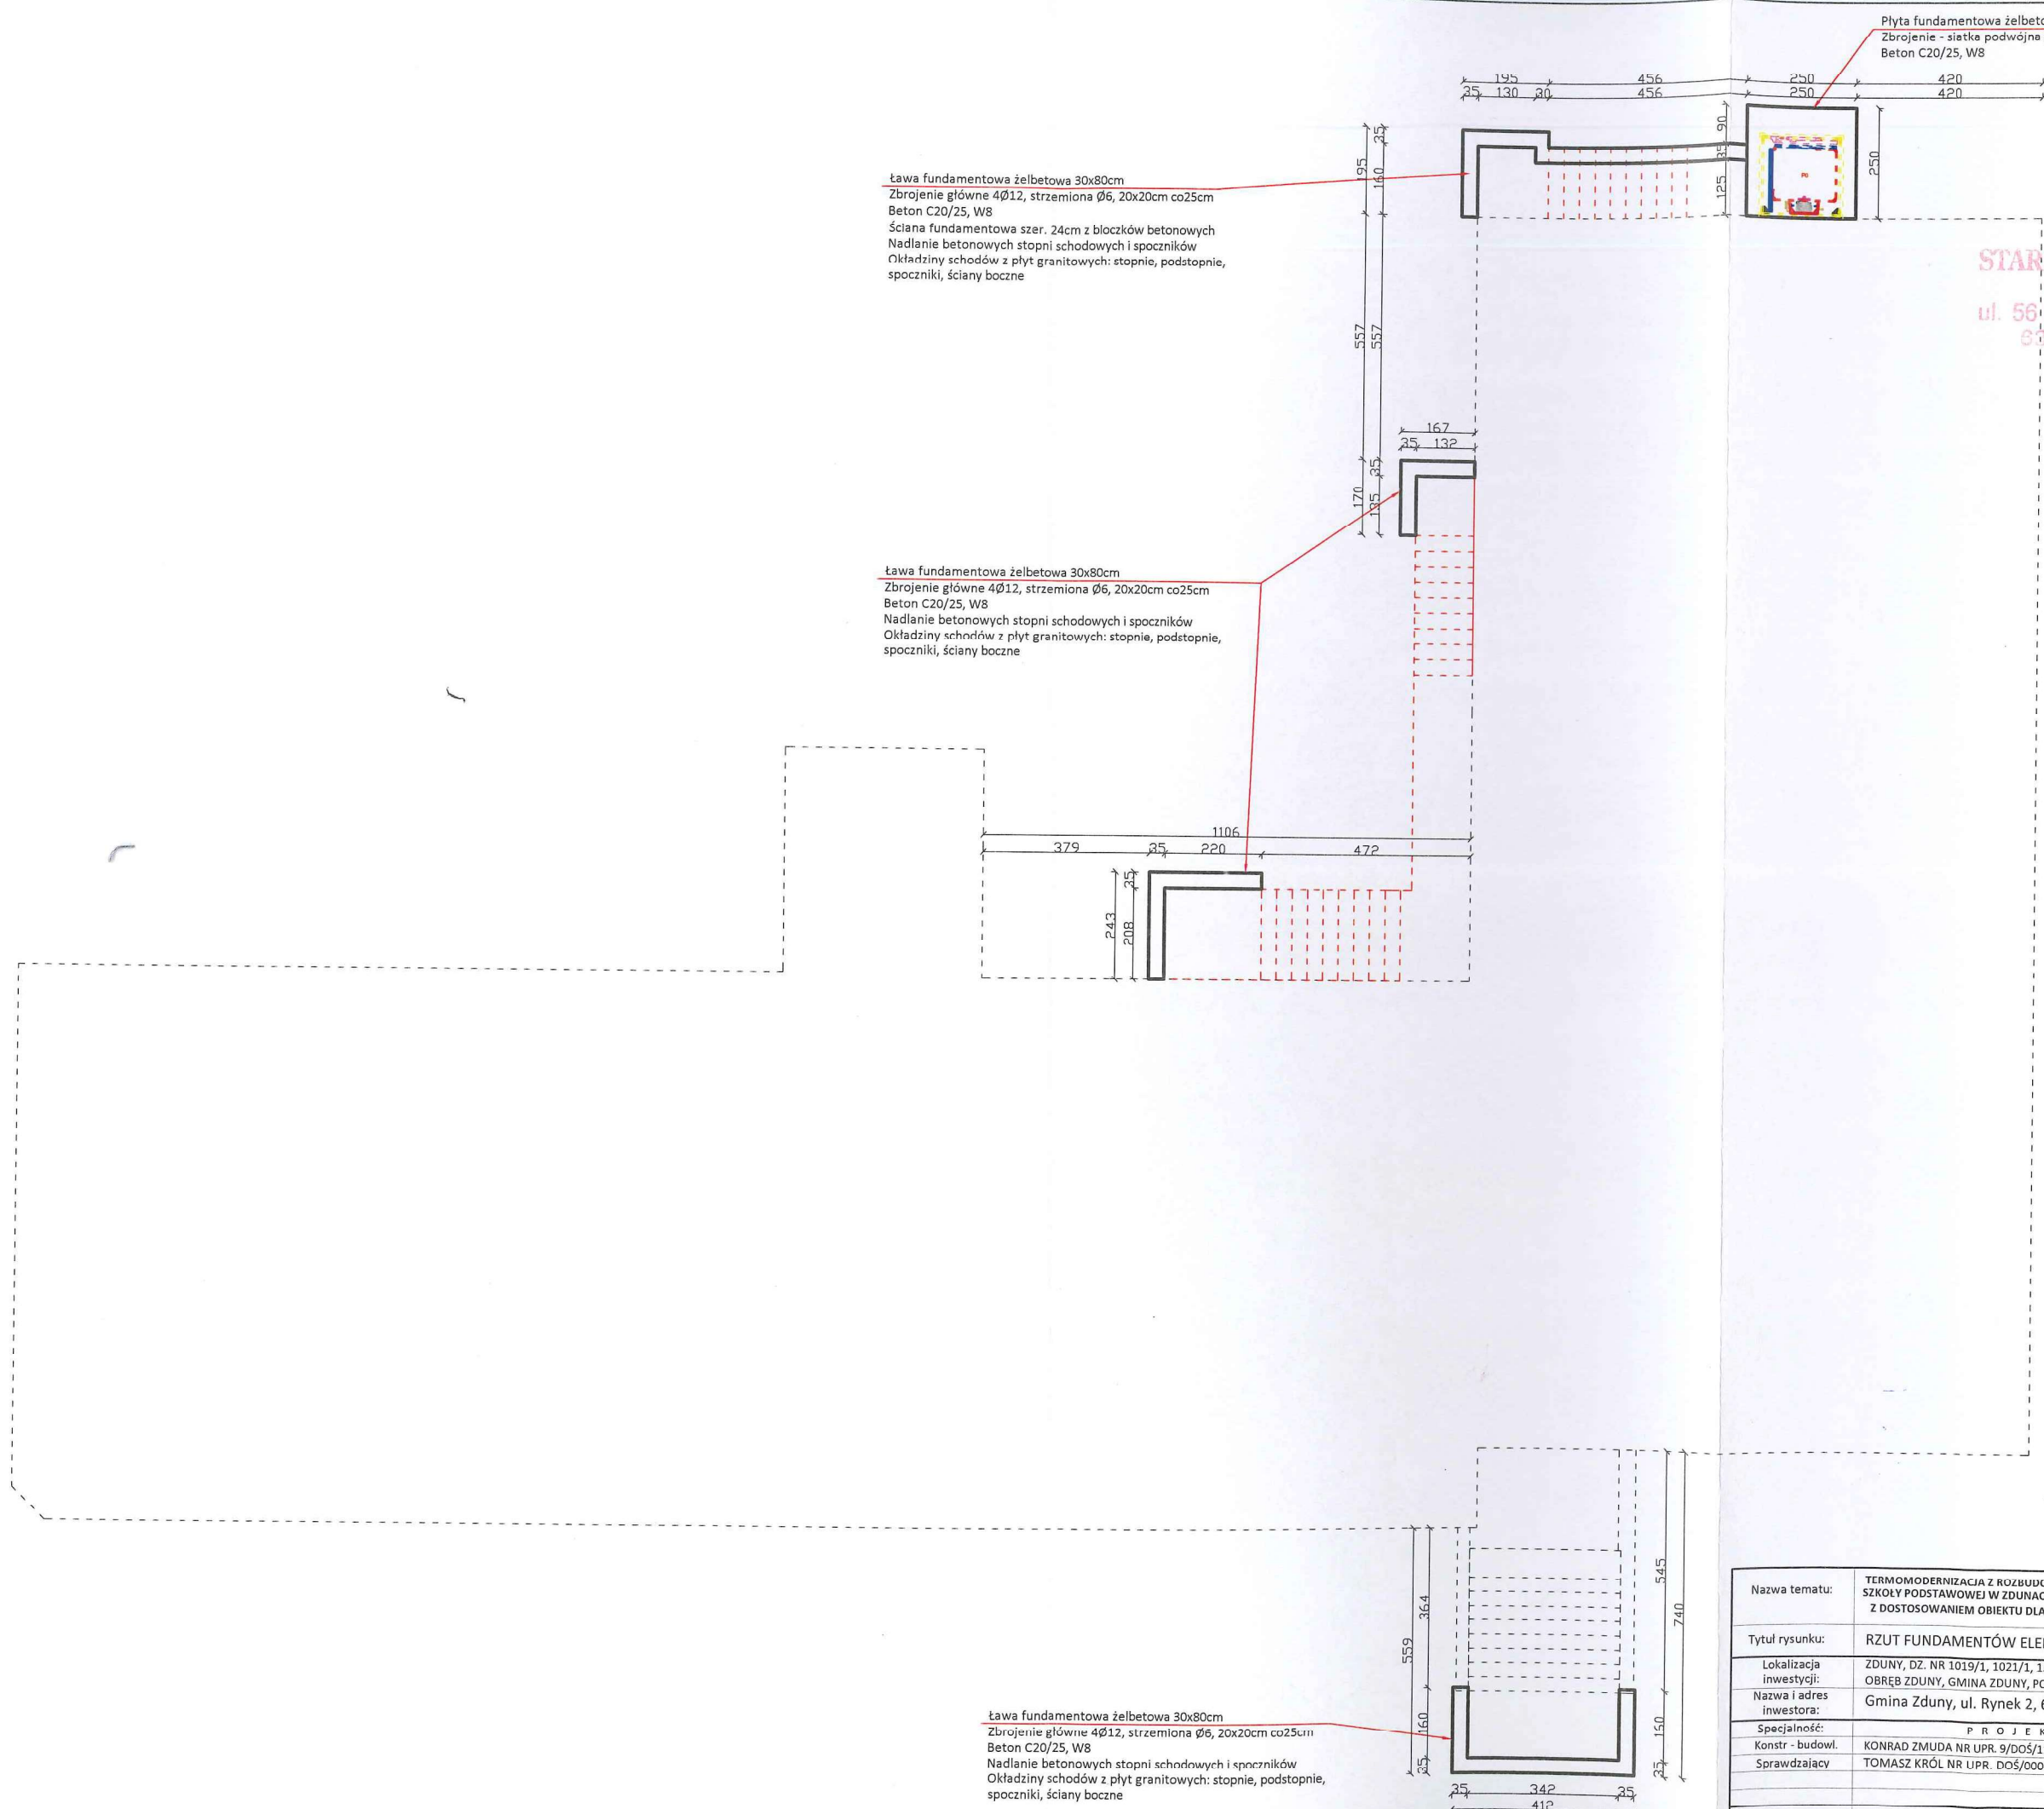 Płyta fundamentowa
Zbrojenie - siatka podwójna
Beton C20/25, W8
195 456 250 420
35 130 30 456 250 420
90
35
125
250
195
35
160
Ława fundamentowa żelbetowa 30x80cm
Zbrojenie główne 4Ø12, strzemiona Ø6, 20x20cm co25cm
Beton C20/25, W8
Ściana fundamentowa szer. 24cm z bloczków betonowych
Nadlanie betonowych stopni schodowych i spoczników
Okładziny schodów z płyt granitowych: stopnie, podstopnie,
spoczniki, ściany boczne
STAR
ul. 56
557
557
167
35 132
170
35
135
Ława fundamentowa żelbetowa 30x80cm
Zbrojenie główne 4Ø12, strzemiona Ø6, 20x20cm co25cm
Beton C20/25, W8
Nadlanie betonowych stopni schodowych i spoczników
Okładziny schodów z płyt granitowych: stopnie, podstopnie,
spoczniki, ściany boczne
1106
379 35 220 472
243
35
208
559
364
160
35
545
740
150
35
35 342 35
412
Ława fundamentowa żelbetowa 30x80cm
Zbrojenie główne 4Ø12, strzemiona Ø6, 20x20cm co25cm
Beton C20/25, W8
Nadlanie betonowych stopni schodowych i spoczników
Okładziny schodów z płyt granitowych: stopnie, podstopnie,
spoczniki, ściany boczne
Nazwa tematu: TERMOMODERNIZACJA Z
SZKOŁY PODSTAWOWEJ W
Z DOSTOSOWANIEM OBIEKTU
Tytuł rysunku: RZUT FUNDAMENTÓW
Lokalizacja inwestycji: ZDUNY, DZ. NR 1019/1, 1021/1,
OBRĘB ZDUNY, GMINA ZDUNY,
Nazwa i adres inwestora: Gmina Zduny, ul. Rynek 2,
Specjalność: P R O J E
Konstr - budowl. KONRAD ZMUDA NR UPR. 9/DOŚ/1
Sprawdzający TOMASZ KRÓL NR UPR. DOŚ/000